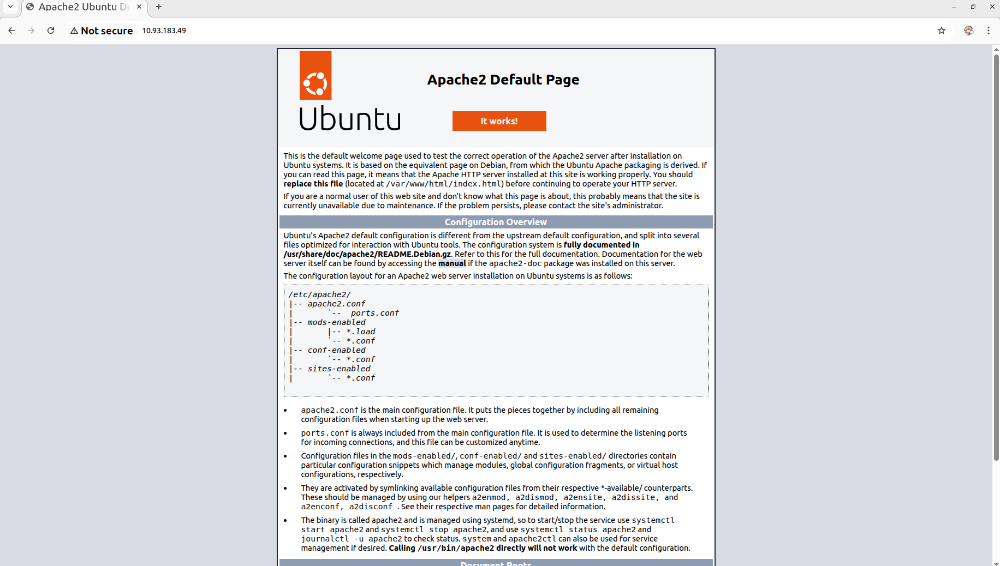 Apache2 Ubuntu D
Not secure 10.93.183.49
Apache2 Default Page
Ubuntu
It works!
This is the default welcome page used to test the correct operation of the Apache2 server after installation on
Ubuntu systems. It is based on the equivalent page on Debian, from which the Ubuntu Apache packaging is derived. If
you can read this page, it means that the Apache HTTP server installed at this site is working properly. You should
replace this file (located at /var/www/html/index.html) before continuing to operate your HTTP server.
If you are a normal user of this web site and don't know what this page is about, this probably means that the site is
currently unavailable due to maintenance. If the problem persists, please contact the site's administrator.
Configuration Overview
Ubuntu's Apache2 default configuration is different from the upstream default configuration, and split into several
files optimized for interaction with Ubuntu tools. The configuration system is fully documented in
/usr/share/doc/apache2/README.Debian.gz. Refer to this for the full documentation. Documentation for the web
server itself can be found by accessing the manual if the apache2-doc package was installed on this server.
The configuration layout for an Apache2 web server installation on Ubuntu systems is as follows:
/etc/apache2/
|-- apache2.conf
|       `--  ports.conf
|-- mods-enabled
|       |-- *.load
|       `-- *.conf
|-- conf-enabled
|       `-- *.conf
|-- sites-enabled
|       `-- *.conf
• apache2.conf is the main configuration file. It puts the pieces together by including all remaining
configuration files when starting up the web server.
• ports.conf is always included from the main configuration file. It is used to determine the listening ports
for incoming connections, and this file can be customized anytime.
• Configuration files in the mods-enabled/, conf-enabled/ and sites-enabled/ directories contain
particular configuration snippets which manage modules, global configuration fragments, or virtual host
configurations, respectively.
• They are activated by symlinking available configuration files from their respective *-available/ counterparts.
These should be managed by using our helpers a2enmod, a2dismod, a2ensite, a2dissite, and
a2enconf, a2disconf . See their respective man pages for detailed information.
• The binary is called apache2 and is managed using systemd, so to start/stop the service use systemctl
start apache2 and systemctl stop apache2, and use systemctl status apache2 and
journalctl -u apache2 to check status. system and apache2ctl can also be used for service
management if desired. Calling /usr/bin/apache2 directly will not work with the default configuration.
Document Roots